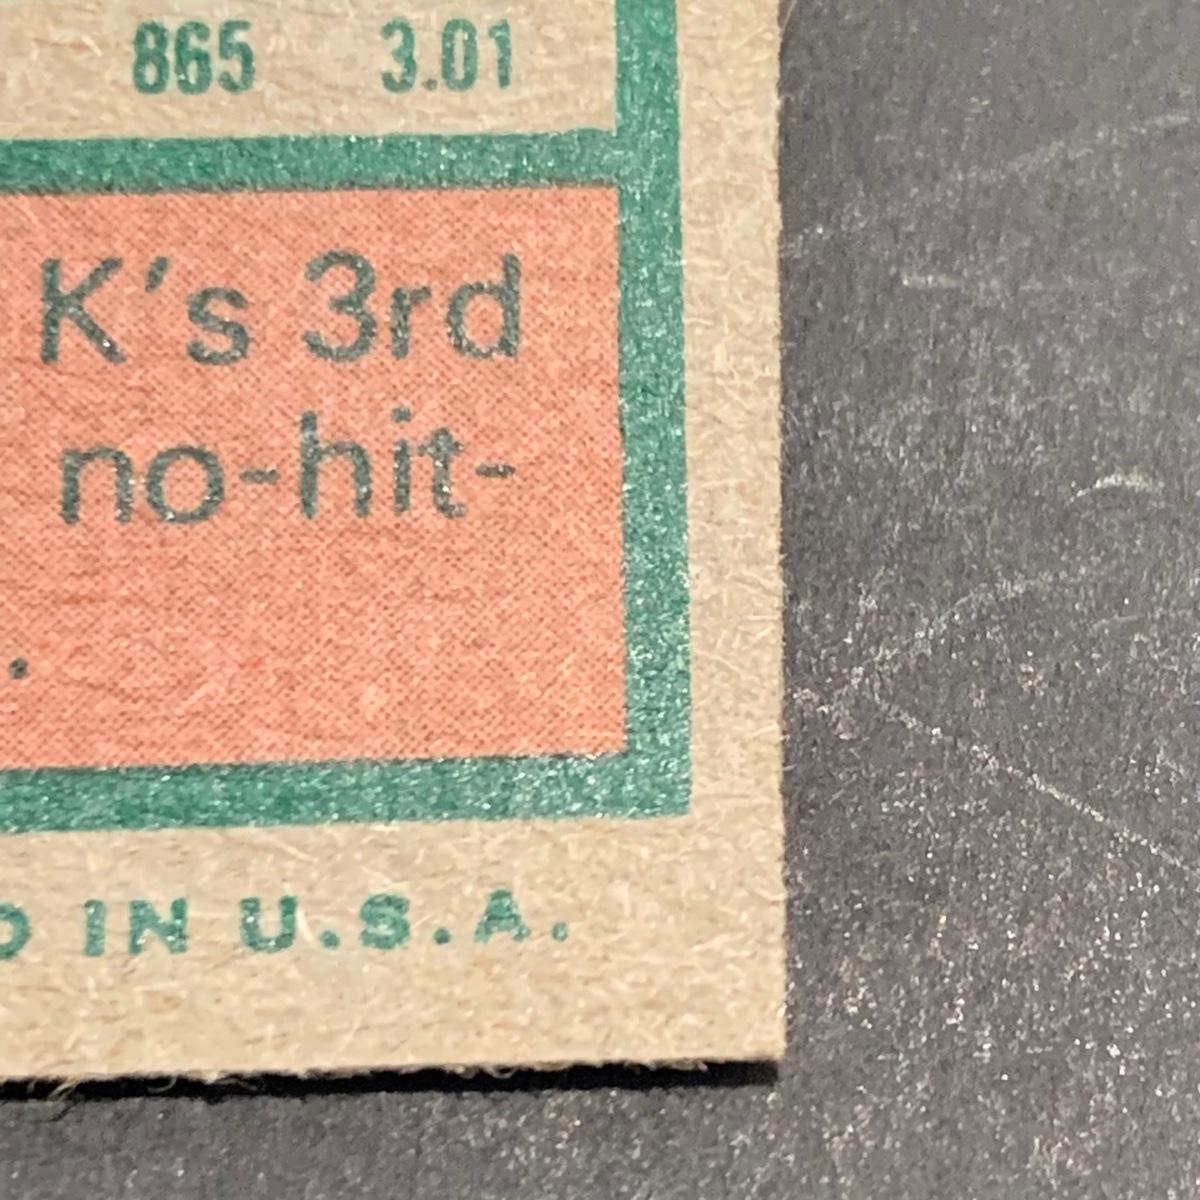 865 3.01
K's 3rd
no-hit-
.
D IN U.S.A.